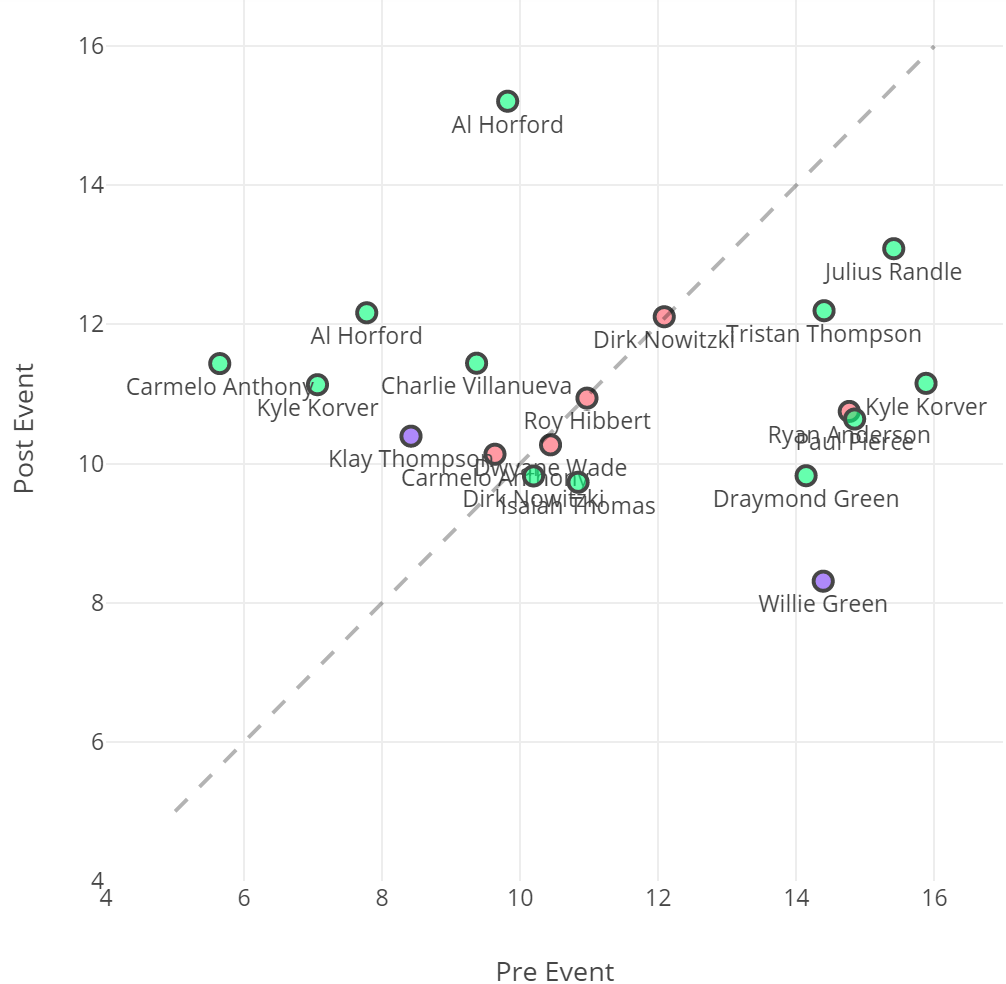 16
Al Horford
14
Julius Randle
Al Horford
12
Dirk Nowitzki
Tristan Thompson
Carmelo Anthony
Charlie Villanueva
Kyle Korver
Kyle Korver
Roy Hibbert
Ryan Anderson
Paul Pierce
Klay Thompson
10
Dwyane Wade
Carmelo Anthony
Dirk Nowitzki
Isaiah Thomas
Draymond Green
8
Willie Green
6
4
4 6 8 10 12 14 16
Post Event
Pre Event